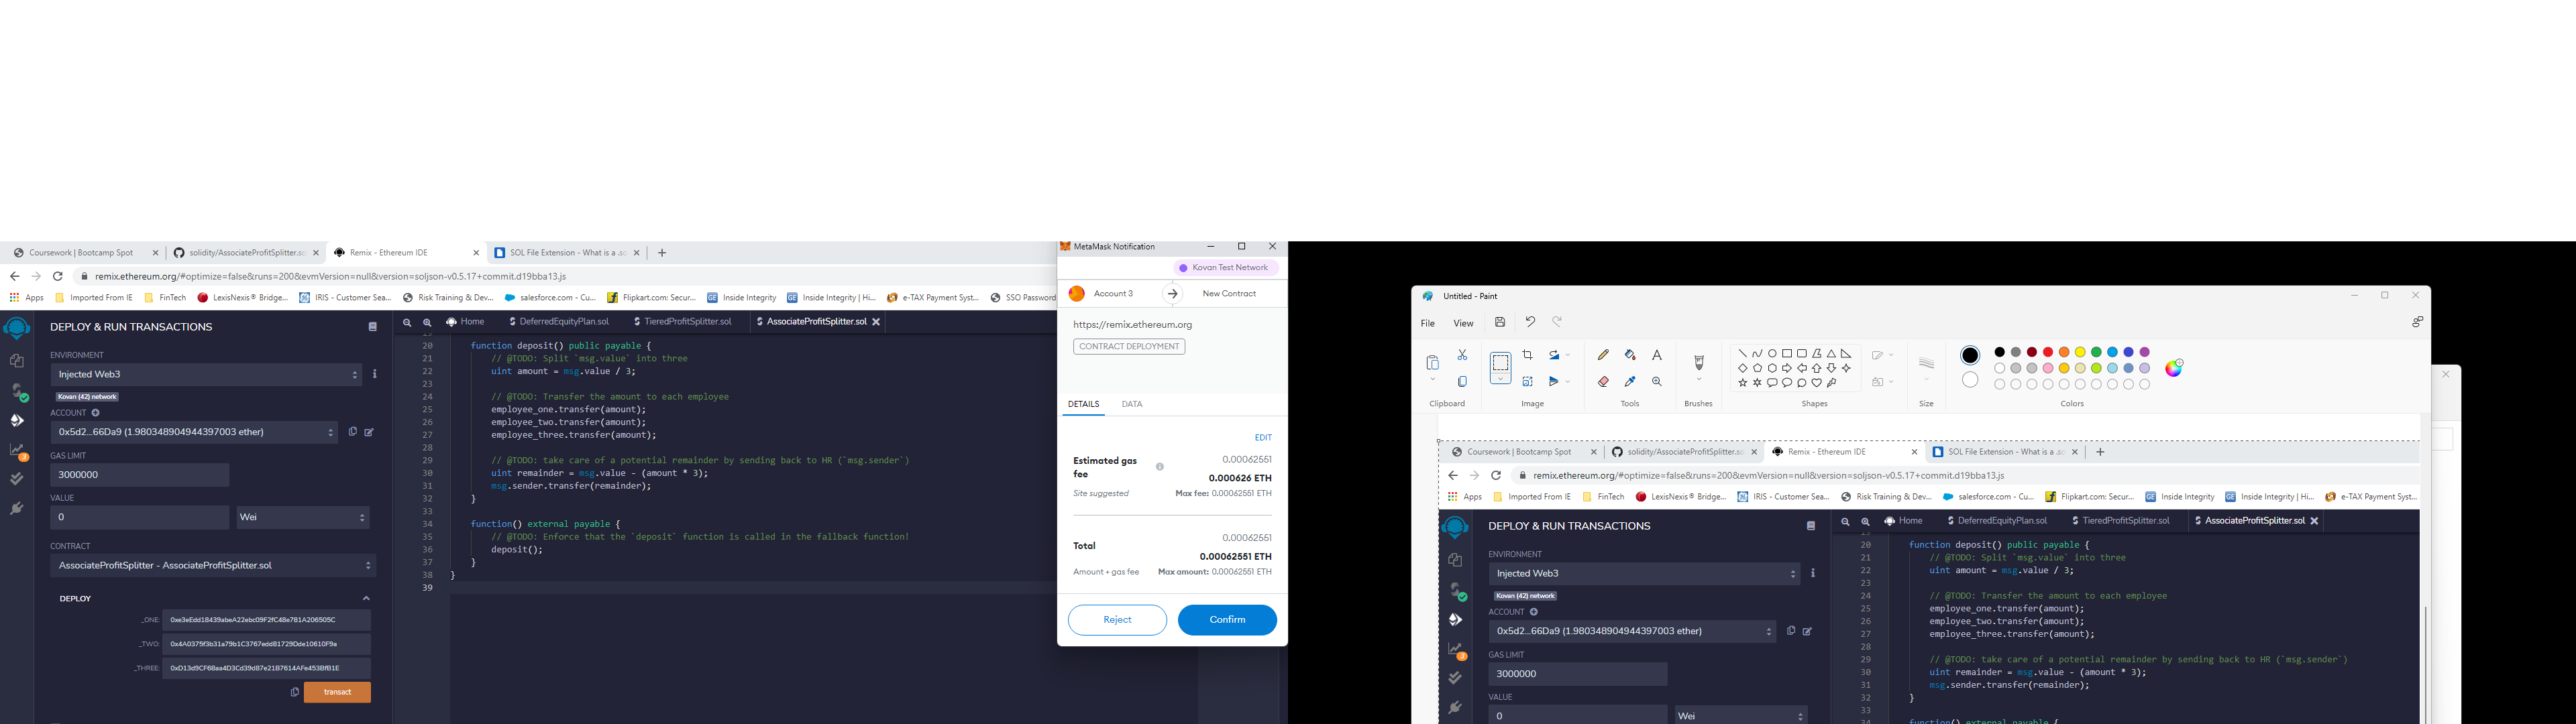 Coursework | Bootcamp Spot
solidity/AssociateProfitSplitter.so
Remix - Ethereum IDE
SOL File Extension - What is a .so
remix.ethereum.org/#optimize=false&runs=200&evmVersion=null&version=soljson-v0.5.17+commit.d19bba13.js
Apps
Imported From IE
FinTech
LexisNexis® Bridge...
IRIS - Customer Sea...
Risk Training & Dev...
salesforce.com - Cu...
Flipkart.com: Secur...
Inside Integrity
Inside Integrity | Hi...
e-TAX Payment Syst...
SSO Password
DEPLOY & RUN TRANSACTIONS
ENVIRONMENT
Injected Web3
Kovan (42) network
ACCOUNT
0x5d2...66Da9 (1.980348904944397003 ether)
GAS LIMIT
3000000
VALUE
0
Wei
CONTRACT
AssociateProfitSplitter - AssociateProfitSplitter.sol
DEPLOY
_ONE: 0xe3eEdd18439abeA22ebc09F2fC48e781A206505C
_TWO: 0x4A0375f3b31a79b1C3767edd81729Dde10610F9a
_THREE: 0xD13d9CF6Baa4D3Cd39d87e21B7614AFe453BfB1E
transact
3
Home
DeferredEquityPlan.sol
TieredProfitSplitter.sol
AssociateProfitSplitter.sol
20 function deposit() public payable {
21 // @TODO: Split `msg.value` into three
22 uint amount = msg.value / 3;
23
24 // @TODO: Transfer the amount to each employee
25 employee_one.transfer(amount);
26 employee_two.transfer(amount);
27 employee_three.transfer(amount);
28
29 // @TODO: take care of a potential remainder by sending back to HR (`msg.sender`)
30 uint remainder = msg.value - (amount * 3);
31 msg.sender.transfer(remainder);
32 }
33
34 function() external payable {
35 // @TODO: Enforce that the `deposit` function is called in the fallback function!
36 deposit();
37 }
38 }
39
MetaMask Notification
Kovan Test Network
Account 3
New Contract
https://remix.ethereum.org
CONTRACT DEPLOYMENT
DETAILS
DATA
EDIT
Estimated gas fee
0.00062551
0.000626 ETH
Site suggested
Max fee: 0.00062551 ETH
0.00062551
Total
0.00062551 ETH
Amount + gas fee
Max amount: 0.00062551 ETH
Reject
Confirm
Untitled - Paint
File
View
Clipboard
Image
Tools
Brushes
Shapes
Size
Colors
Coursework | Bootcamp Spot
solidity/AssociateProfitSplitter.so
Remix - Ethereum IDE
SOL File Extension - What is a .so
remix.ethereum.org/#optimize=false&runs=200&evmVersion=null&version=soljson-v0.5.17+commit.d19bba13.js
Apps
Imported From IE
FinTech
LexisNexis® Bridge...
IRIS - Customer Sea...
Risk Training & Dev...
salesforce.com - Cu...
Flipkart.com: Secur...
Inside Integrity
Inside Integrity | Hi...
e-TAX Payment Syst...
DEPLOY & RUN TRANSACTIONS
ENVIRONMENT
Injected Web3
Kovan (42) network
ACCOUNT
0x5d2...66Da9 (1.980348904944397003 ether)
GAS LIMIT
3000000
VALUE
0
Wei
3
Home
DeferredEquityPlan.sol
TieredProfitSplitter.sol
AssociateProfitSplitter.sol
20 function deposit() public payable {
21 // @TODO: Split `msg.value` into three
22 uint amount = msg.value / 3;
23
24 // @TODO: Transfer the amount to each employee
25 employee_one.transfer(amount);
26 employee_two.transfer(amount);
27 employee_three.transfer(amount);
28
29 // @TODO: take care of a potential remainder by sending back to HR (`msg.sender`)
30 uint remainder = msg.value - (amount * 3);
31 msg.sender.transfer(remainder);
32 }
33
34 function() external payable {